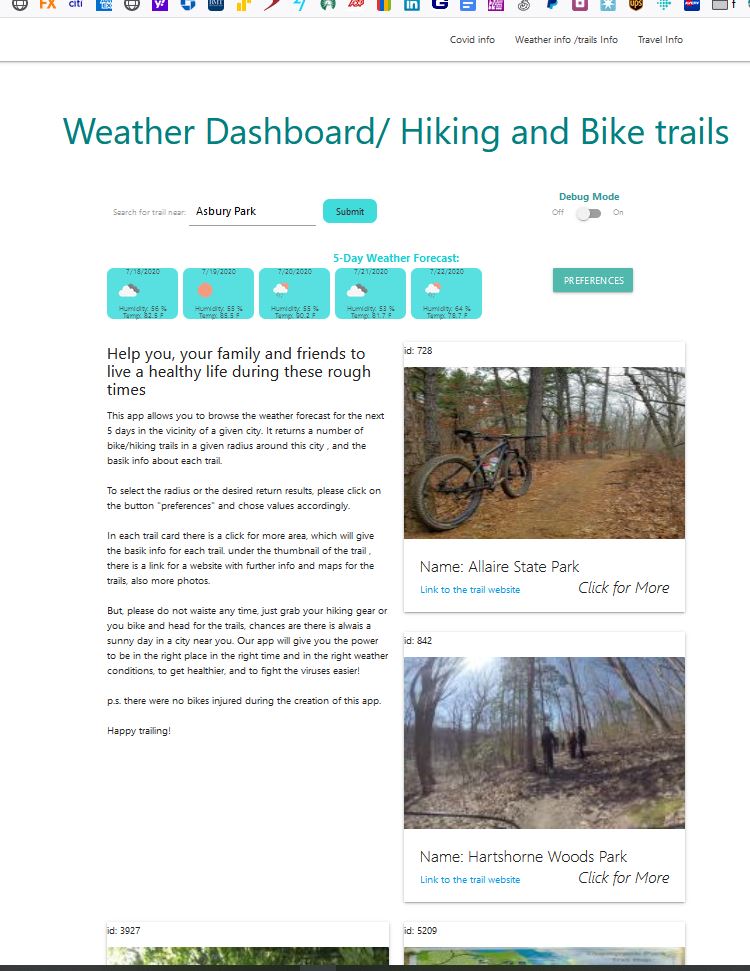 FX
citi
Covid info
Weather info /trails Info
Travel Info
Weather Dashboard/ Hiking and Bike trails
Search for trail near:
Asbury Park
Submit
Debug Mode
Off
On
5-Day Weather Forecast:
7/18/2020
7/19/2020
7/20/2020
7/21/2020
7/22/2020
Humidity: 56 %
Humidity: 55 %
Humidity: 55 %
Humidity: 53 %
Humidity: 64 %
Temp: 82.5 F
Temp: 85.5 F
Temp: 90.2 F
Temp: 81.7 F
Temp: 78.7 F
PREFERENCES
Help you, your family and friends to
live a healthy life during these rough
times
This app allows you to browse the weather forecast for the next
5 days in the vicinity of a given city. It returns a number of
bike/hiking trails in a given radius around this city , and the
basik info about each trail.
To select the radius or the desired return results, please click on
the button "preferences" and chose values accordingly.
In each trail card there is a click for more area, which will give
the basik info for each trail. under the thumbnail of the trail ,
there is a link for a website with further info and maps for the
trails, also more photos.
But, please do not waiste any time, just grab your hiking gear or
you bike and head for the trails, chances are there is alwais a
sunny day in a city near you. Our app will give you the power
to be in the right place in the right time and in the right weather
conditions, to get healthier, and to fight the viruses easier!
p.s. there were no bikes injured during the creation of this app.
Happy trailing!
id: 728
Name: Allaire State Park
Link to the trail website
Click for More
id: 842
Name: Hartshorne Woods Park
Link to the trail website
Click for More
id: 3927
id: 5209